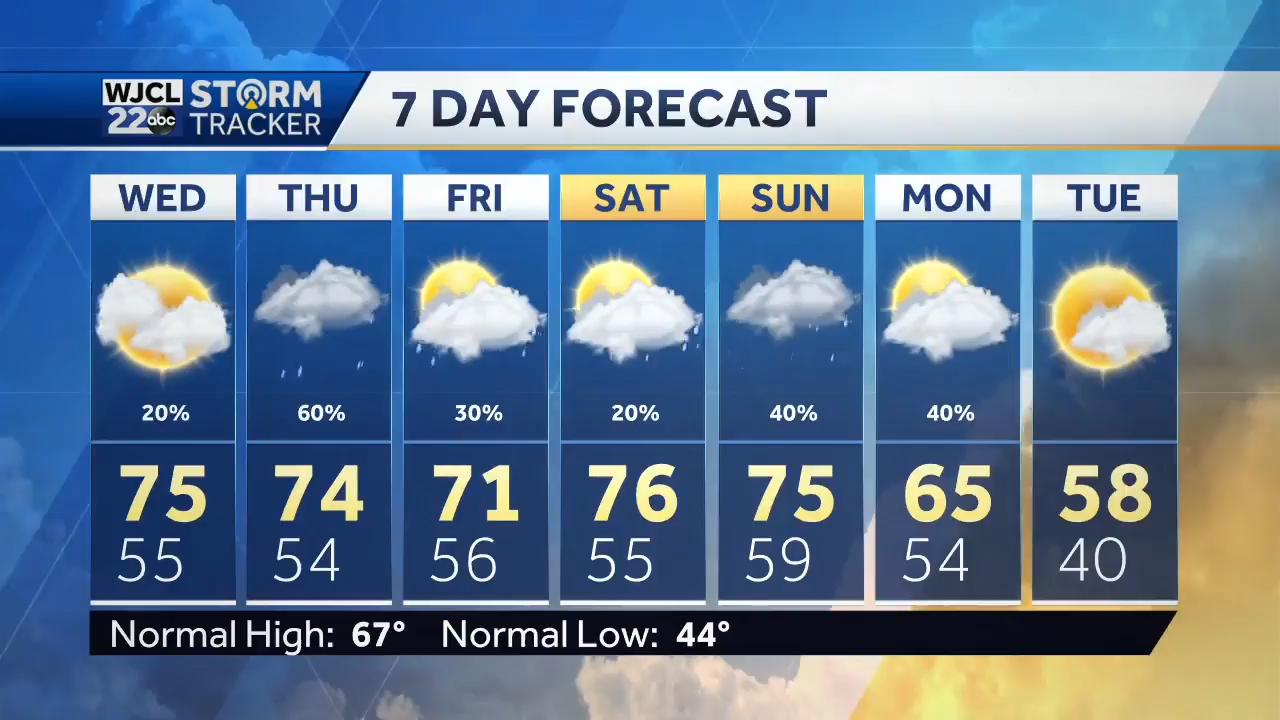 WJCL STORM
22 abc TRACKER
7 DAY FORECAST
WED THU FRI SAT SUN MON TUE
20% 60% 30% 20% 40% 40%
75 74 71 76 75 65 58
55 54 56 55 59 54 40
Normal High: 67° Normal Low: 44°